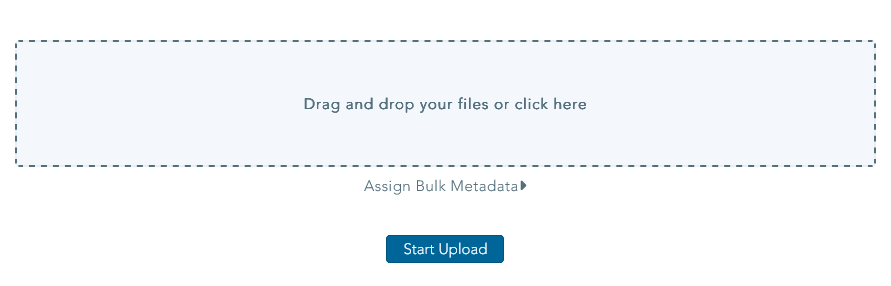 Drag and drop your files or click here
Assign Bulk Metadata
Start Upload